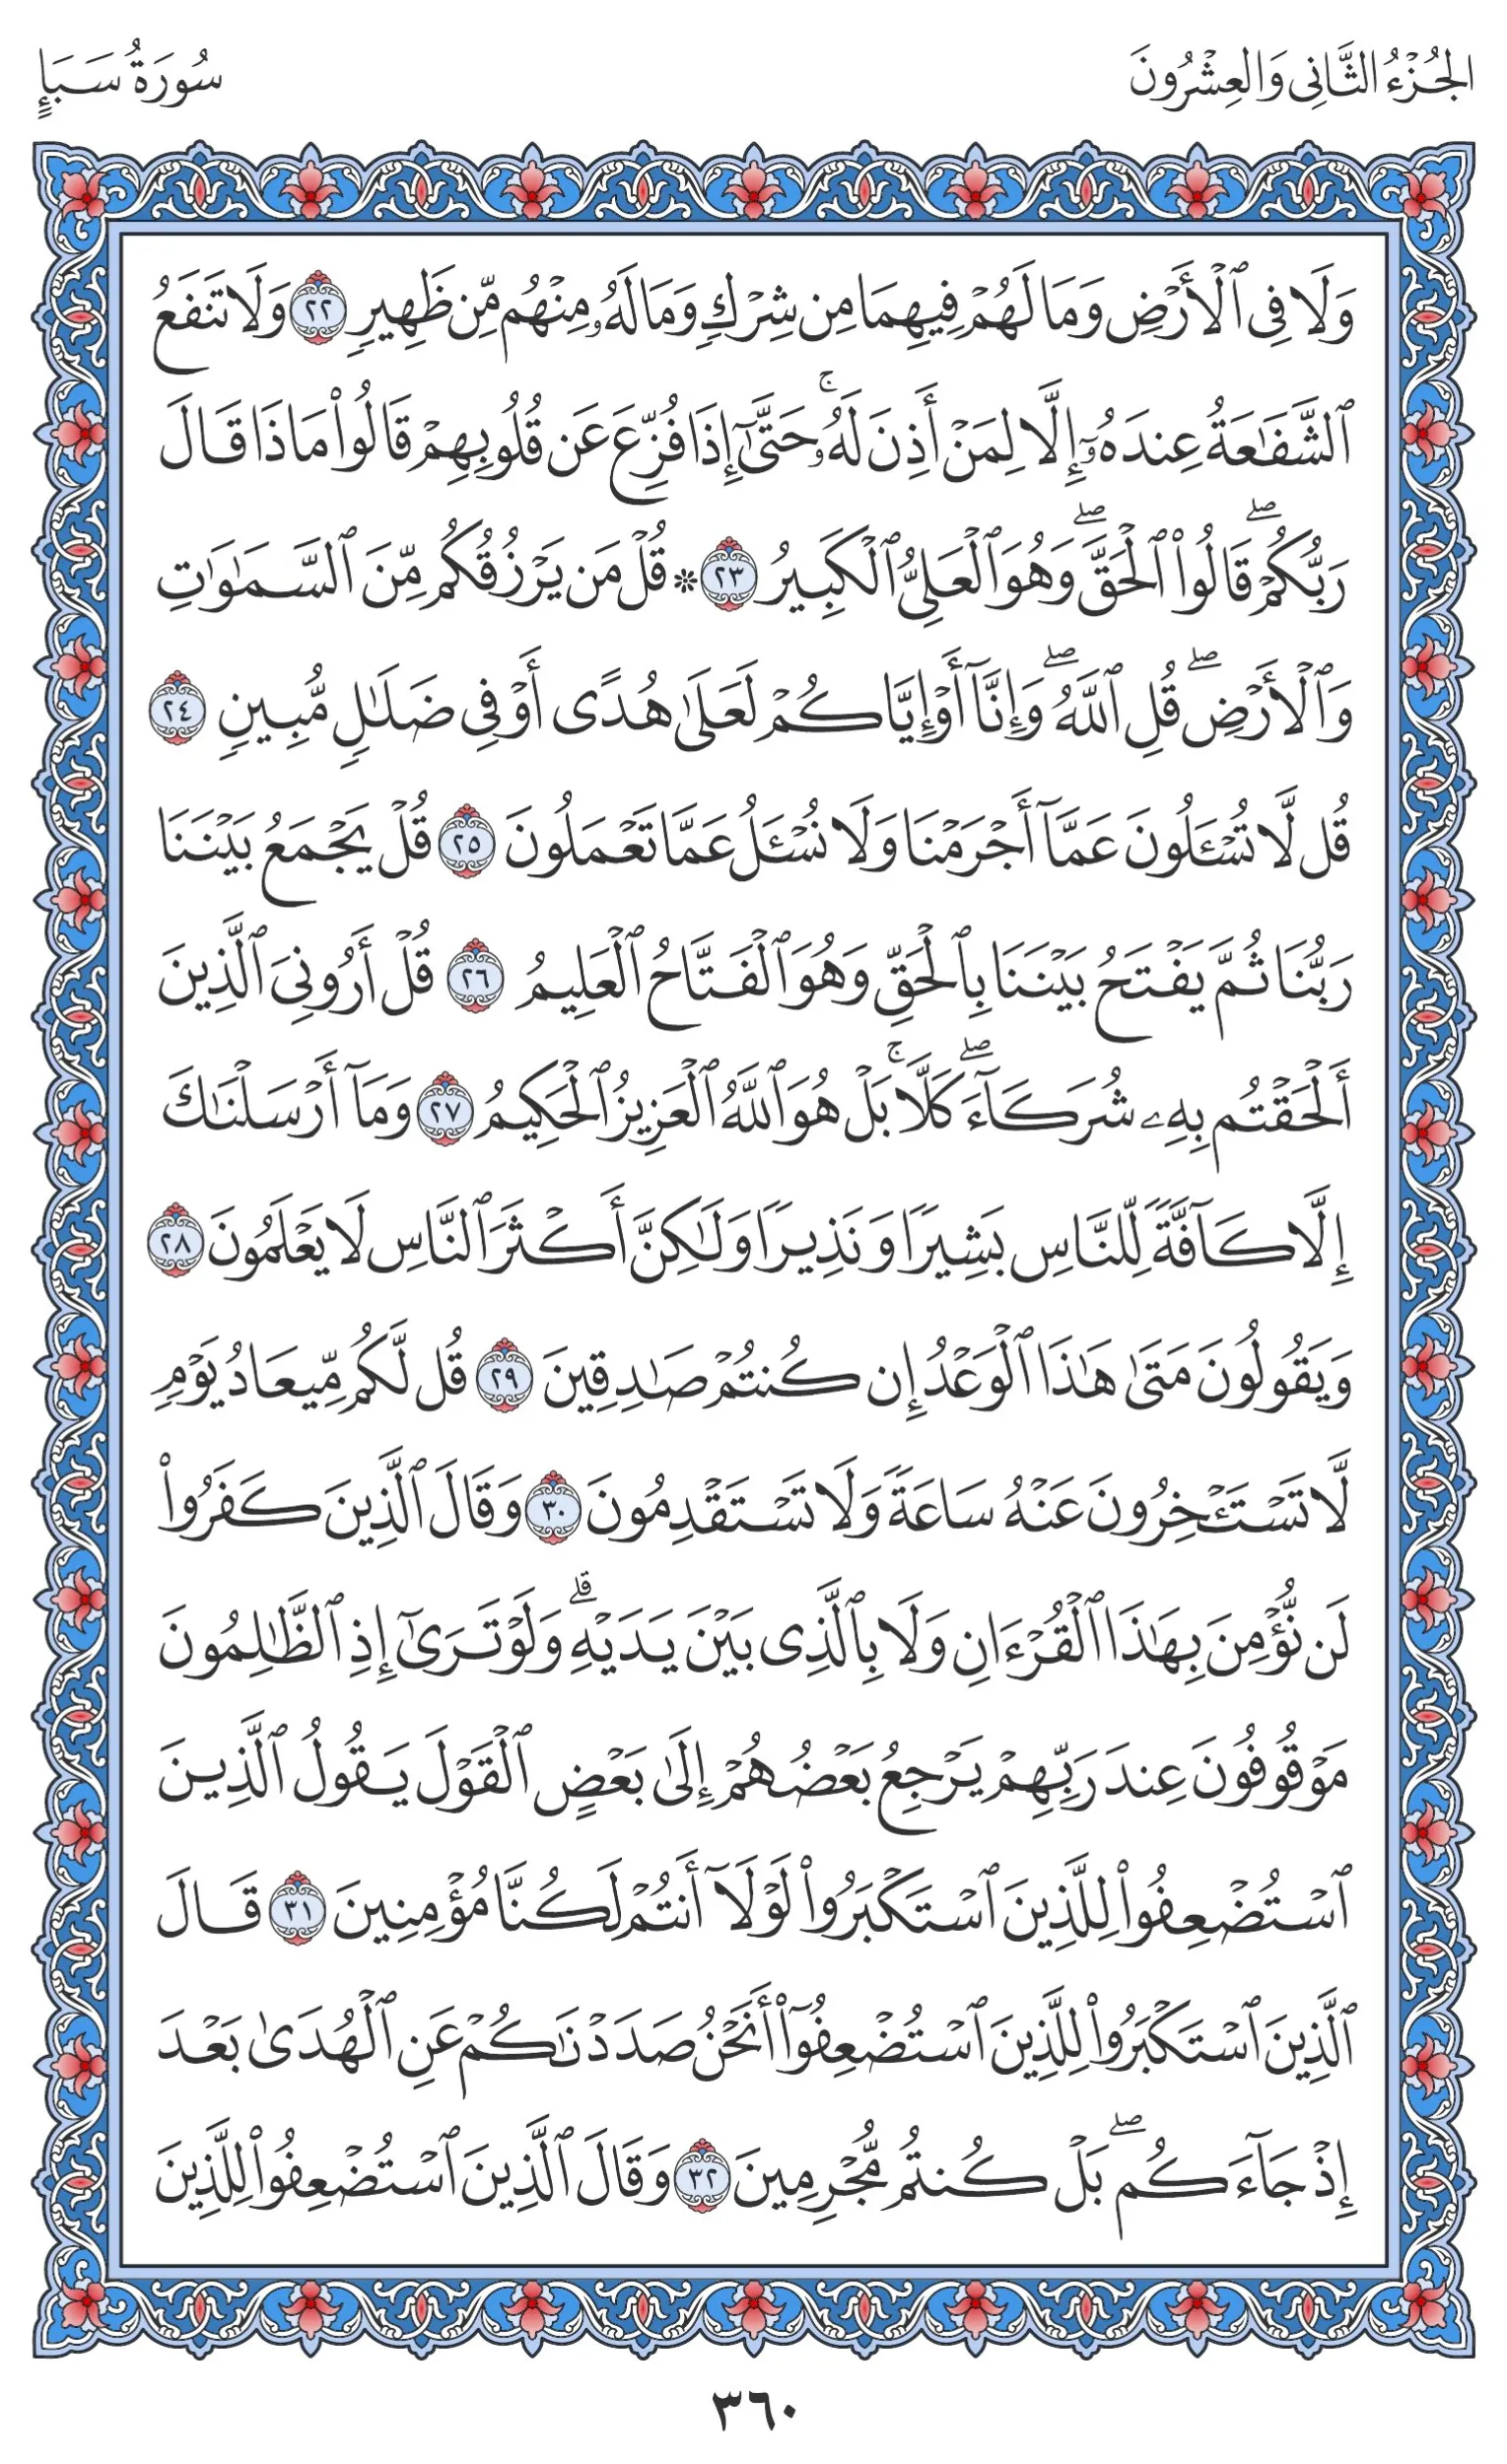 الجُزْءُ الثَّانِى وَالعِشْرُونَ
سُورَةُ سَبَإٍ
وَلَا فِى ٱلْأَرْضِ وَمَا لَهُمْ فِيهِمَا مِن شِرْكٍ وَمَا لَهُۥ مِنْهُم مِّن ظَهِيرٍ ٢٢ وَلَا تَنفَعُ
ٱلشَّفَٰعَةُ عِندَهُۥٓ إِلَّا لِمَنْ أَذِنَ لَهُۥ ۚ حَتَّىٰٓ إِذَا فُزِّعَ عَن قُلُوبِهِمْ قَالُوا۟ مَاذَا قَالَ
رَبُّكُمْ ۖ قَالُوا۟ ٱلْحَقَّ ۖ وَهُوَ ٱلْعَلِىُّ ٱلْكَبِيرُ ٢٣ * قُلْ مَن يَرْزُقُكُم مِّنَ ٱلسَّمَٰوَٰتِ
وَٱلْأَرْضِ ۖ قُلِ ٱللَّهُ ۖ وَإِنَّآ أَوْ إِيَّاكُمْ لَعَلَىٰ هُدًى أَوْ فِى ضَلَٰلٍ مُّبِينٍ ٢٤
قُل لَّا تُسْـَٔلُونَ عَمَّآ أَجْرَمْنَا وَلَا نُسْـَٔلُ عَمَّا تَعْمَلُونَ ٢٥ قُلْ يَجْمَعُ بَيْنَنَا
رَبُّنَا ثُمَّ يَفْتَحُ بَيْنَنَا بِٱلْحَقِّ وَهُوَ ٱلْفَتَّاحُ ٱلْعَلِيمُ ٢٦ قُلْ أَرُونِىَ ٱلَّذِينَ
أَلْحَقْتُم بِهِۦ شُرَكَآءَ ۖ كَلَّا ۚ بَلْ هُوَ ٱللَّهُ ٱلْعَزِيزُ ٱلْحَكِيمُ ٢٧ وَمَآ أَرْسَلْنَٰكَ
إِلَّا كَآفَّةً لِّلنَّاسِ بَشِيرًا وَنَذِيرًا وَلَٰكِنَّ أَكْثَرَ ٱلنَّاسِ لَا يَعْلَمُونَ ٢٨
وَيَقُولُونَ مَتَىٰ هَٰذَا ٱلْوَعْدُ إِن كُنتُمْ صَٰدِقِينَ ٢٩ قُل لَّكُم مِّيعَادُ يَوْمٍ
لَّا تَسْتَـْٔخِرُونَ عَنْهُ سَاعَةً وَلَا تَسْتَقْدِمُونَ ٣٠ وَقَالَ ٱلَّذِينَ كَفَرُوا۟
لَن نُّؤْمِنَ بِهَٰذَا ٱلْقُرْءَانِ وَلَا بِٱلَّذِى بَيْنَ يَدَيْهِ ۗ وَلَوْ تَرَىٰٓ إِذِ ٱلظَّٰلِمُونَ
مَوْقُوفُونَ عِندَ رَبِّهِمْ يَرْجِعُ بَعْضُهُمْ إِلَىٰ بَعْضٍ ٱلْقَوْلَ يَقُولُ ٱلَّذِينَ
ٱسْتُضْعِفُوا۟ لِلَّذِينَ ٱسْتَكْبَرُوا۟ لَوْلَآ أَنتُمْ لَكُنَّا مُؤْمِنِينَ ٣١ قَالَ
ٱلَّذِينَ ٱسْتَكْبَرُوا۟ لِلَّذِينَ ٱسْتُضْعِفُوٓا۟ أَنَحْنُ صَدَدْنَٰكُمْ عَنِ ٱلْهُدَىٰ بَعْدَ
إِذْ جَآءَكُم ۖ بَلْ كُنتُم مُّجْرِمِينَ ٣٢ وَقَالَ ٱلَّذِينَ ٱسْتُضْعِفُوا۟ لِلَّذِينَ
٣٦٠